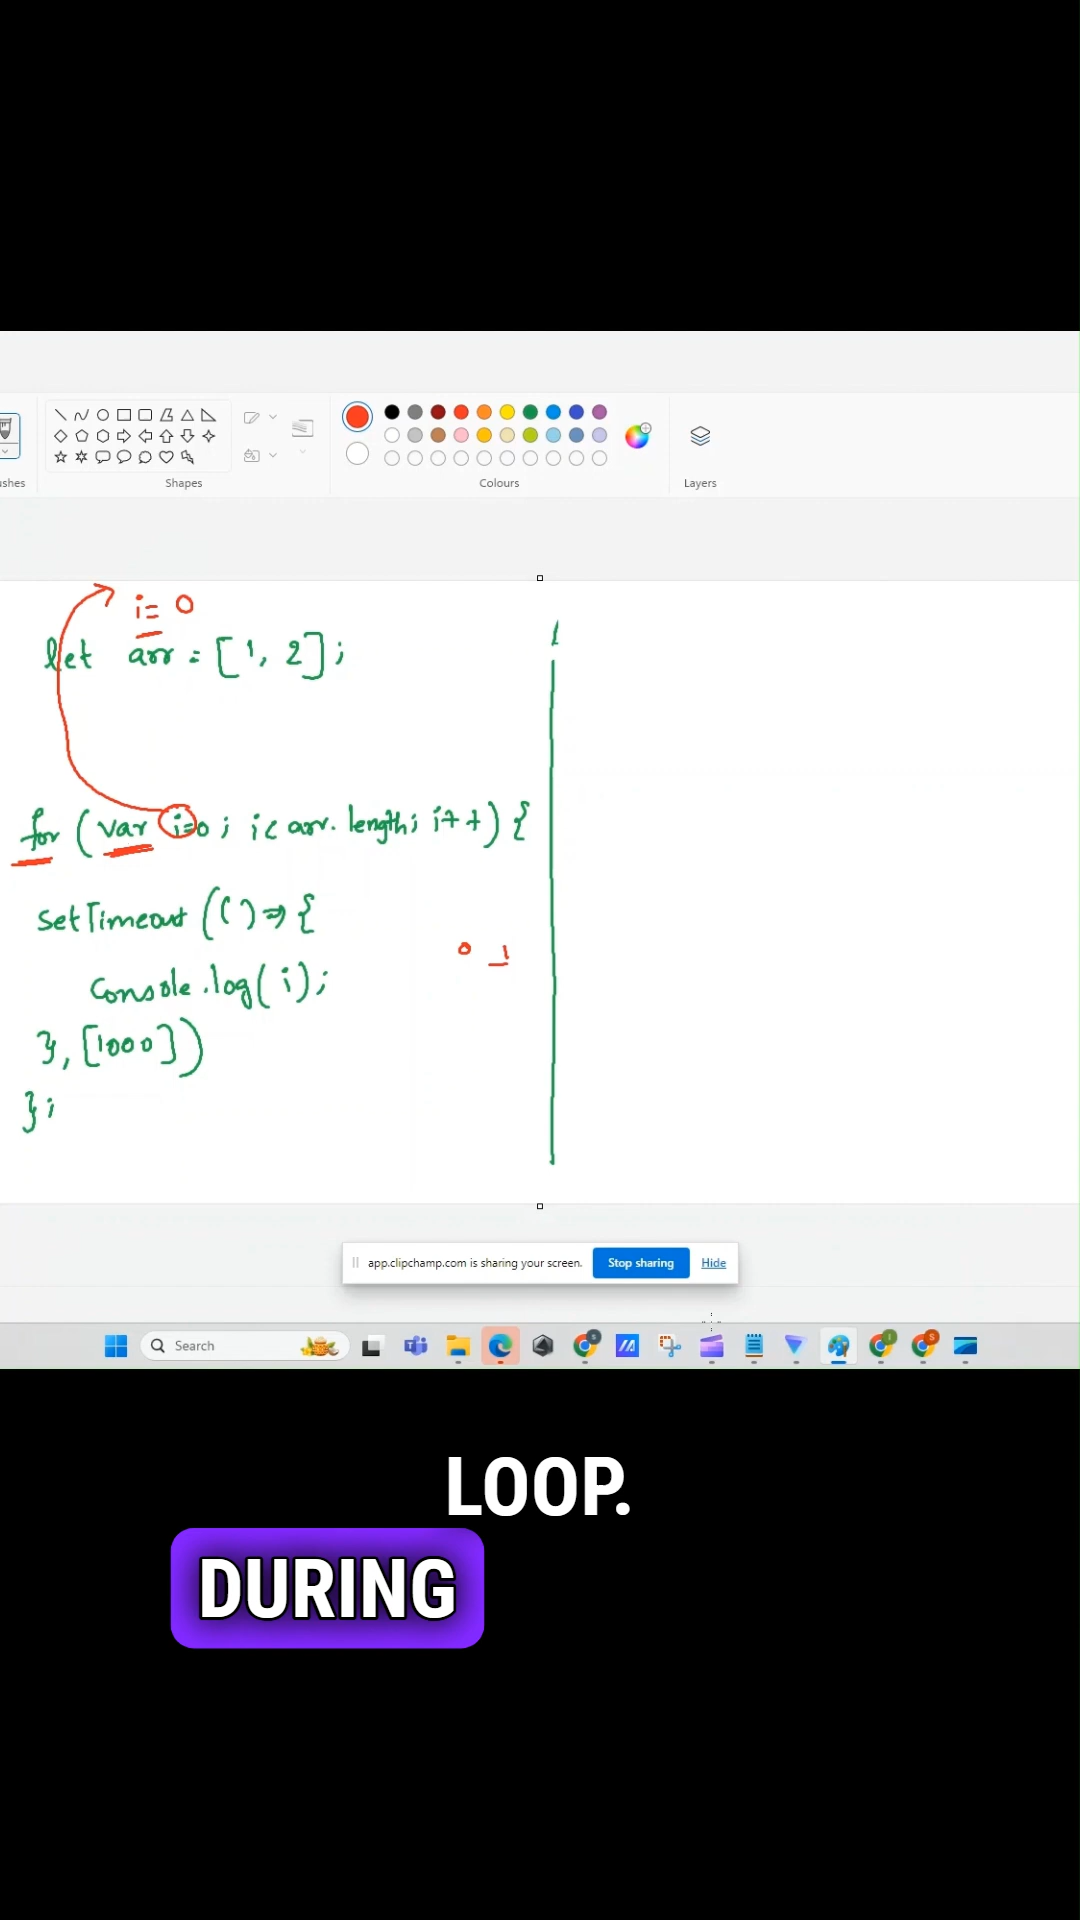 shes
Shapes
Colours
Layers
i= 0
let arr = [1, 2];
for (var i=0; i< arr.length; i++) {
setTimeout(() => {
console.log(i);
}, [1000])
};
0 1
app.clipchamp.com is sharing your screen. Stop sharing Hide
Search
LOOP.
DURING